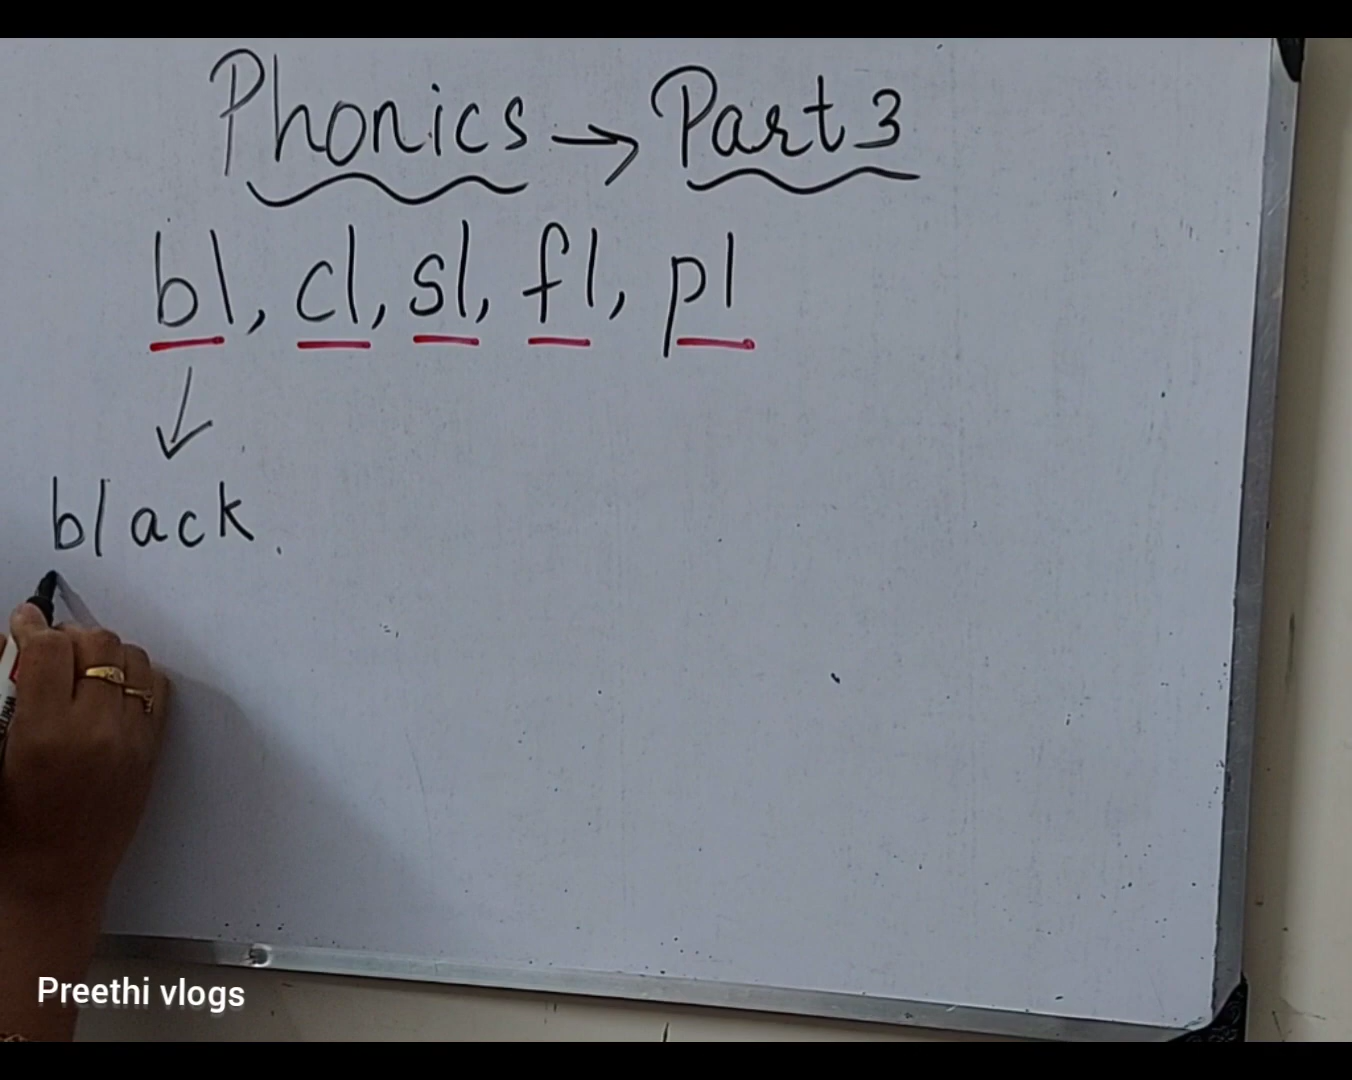 Phonics → Part 3
bl, cl, sl, fl, pl
black.
Preethi vlogs